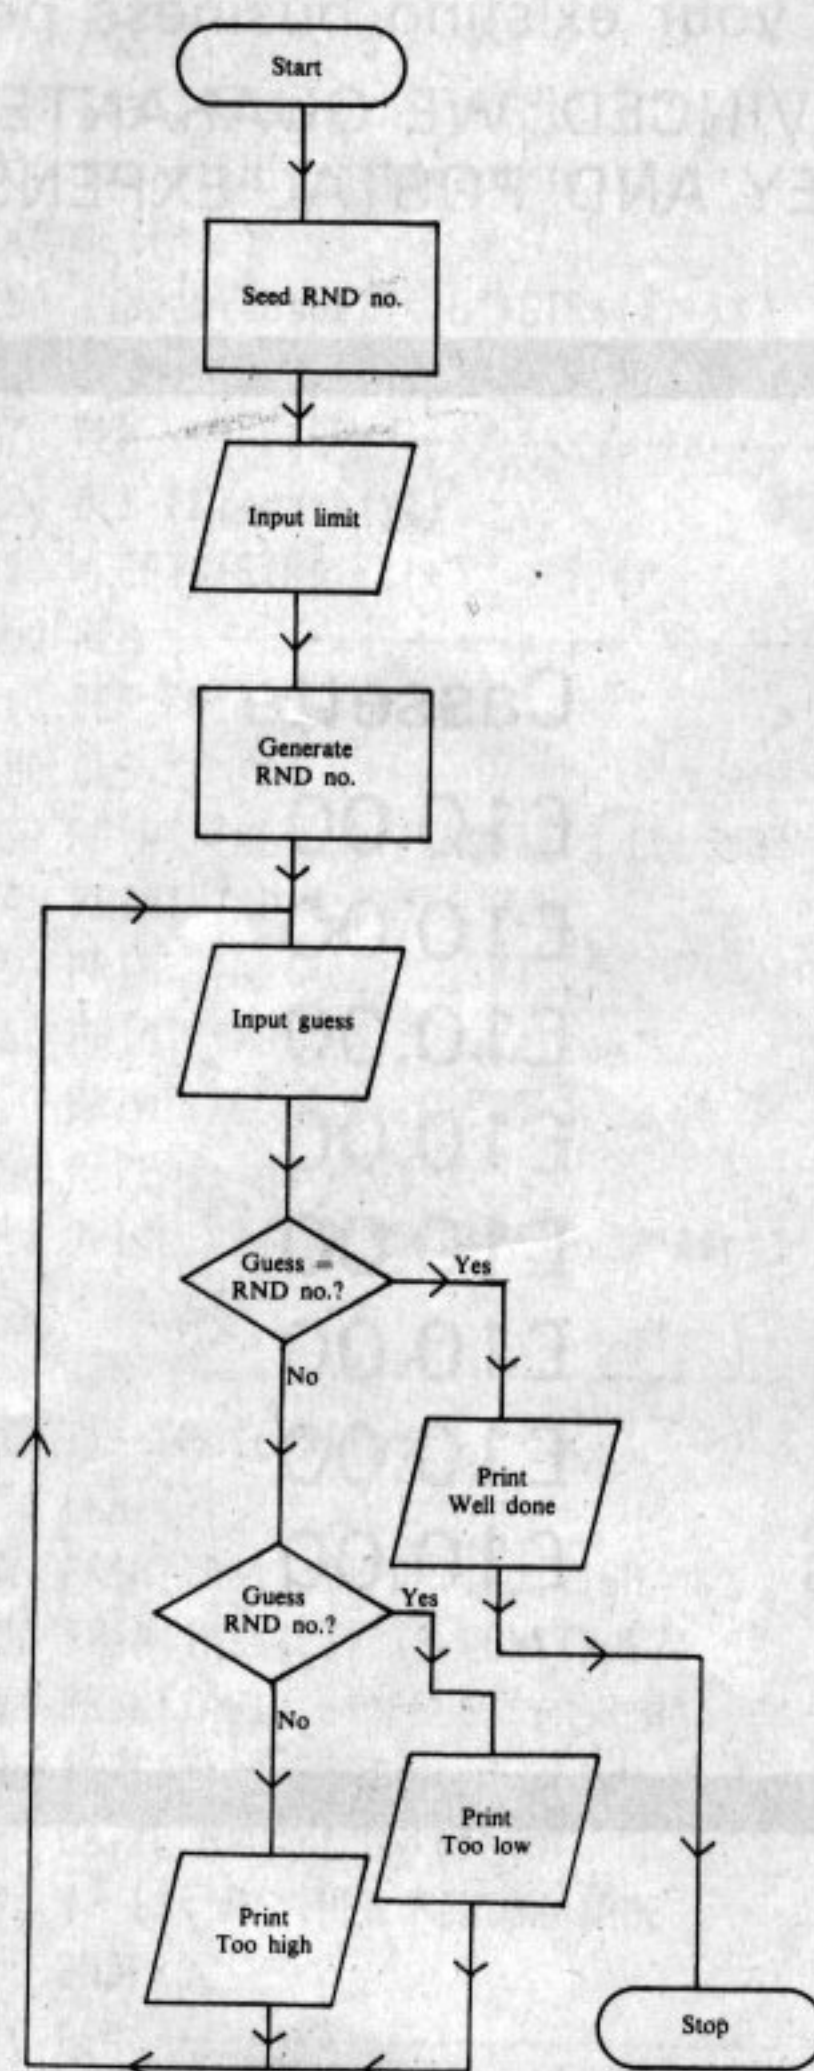 Start
Seed RND no.
Input limit
Generate
RND no.
Input guess
Guess =
RND no.?
Yes
No
Print
Well done
Guess
RND no.?
Yes
No
Print
Too low
Print
Too high
Stop